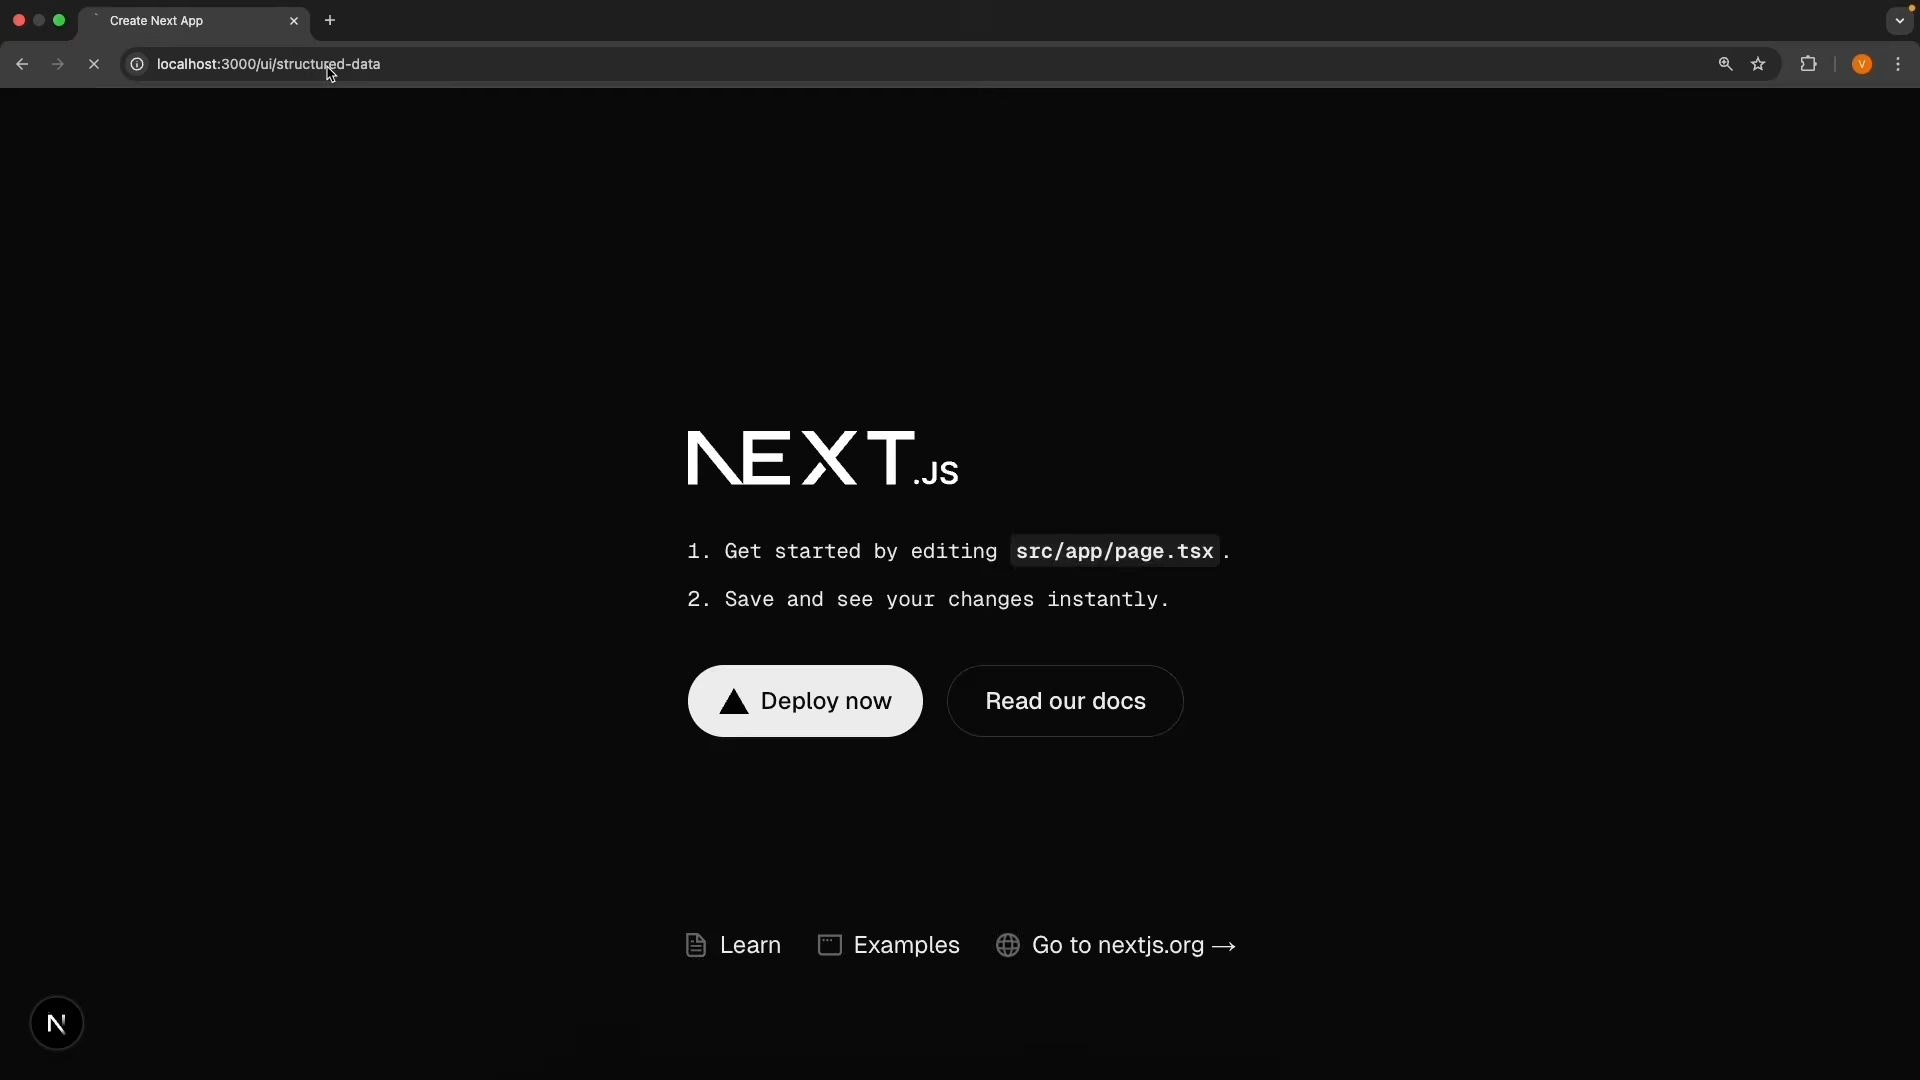 Create Next App
localhost:3000/ui/structured-data
V
NEXT.JS
1. Get started by editing src/app/page.tsx.
2. Save and see your changes instantly.
Deploy now
Read our docs
Learn
Examples
Go to nextjs.org →
N